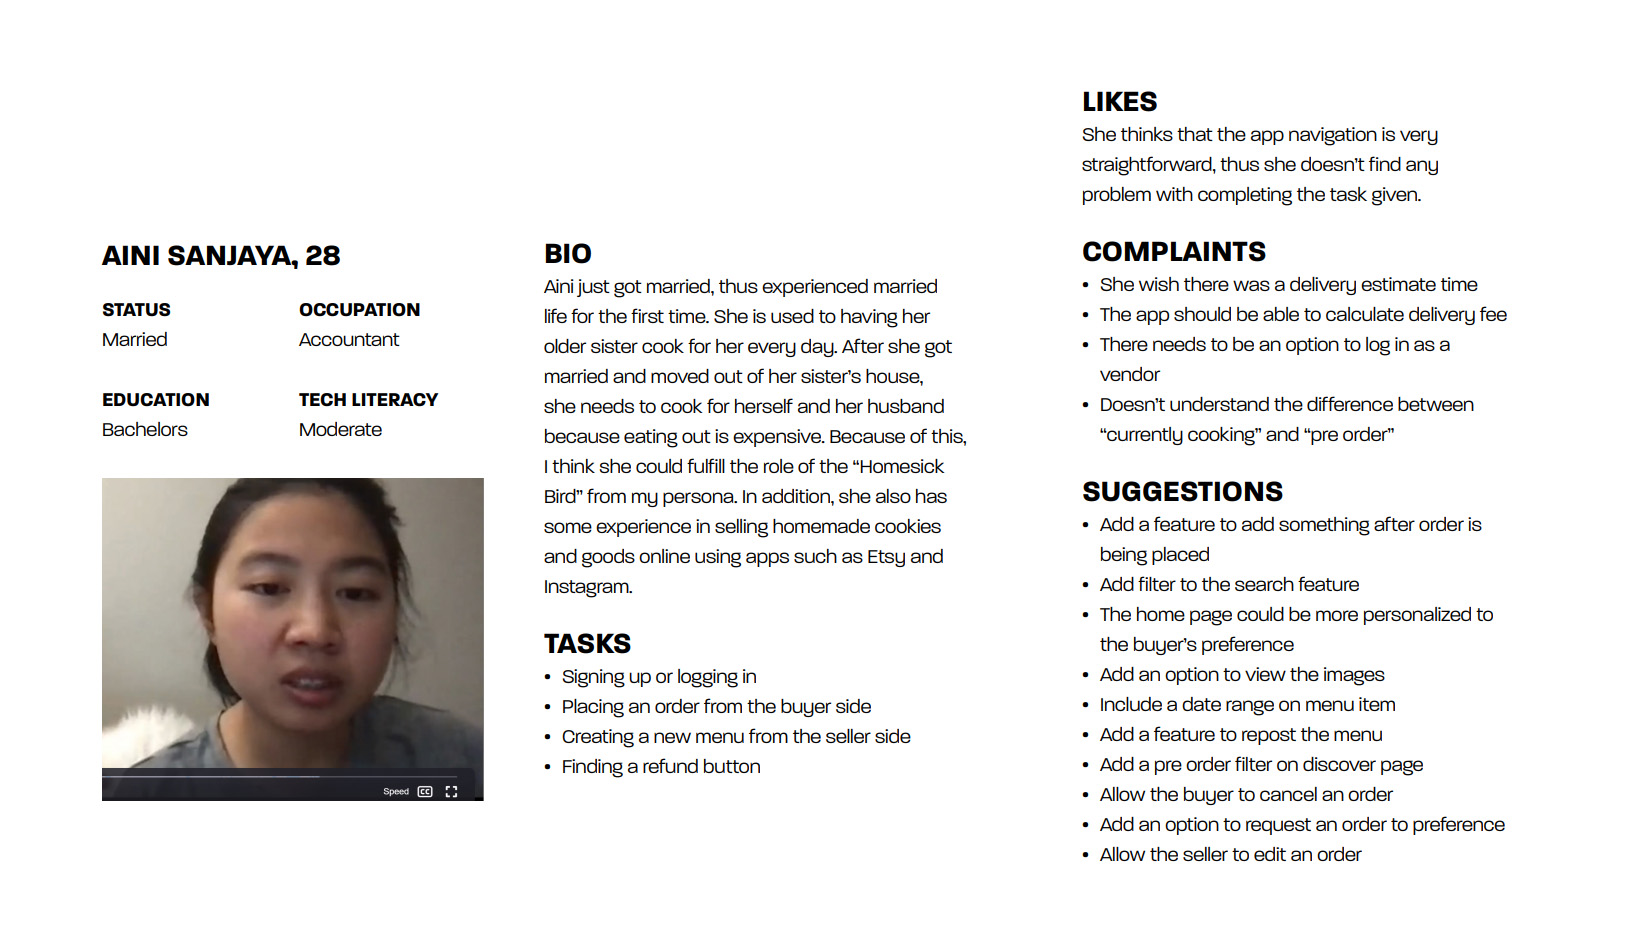 AINI SANJAYA, 28
STATUS
Married
OCCUPATION
Accountant
EDUCATION
Bachelors
TECH LITERACY
Moderate
Speed
CC
BIO
Aini just got married, thus experienced married
life for the first time. She is used to having her
older sister cook for her every day. After she got
married and moved out of her sister’s house,
she needs to cook for herself and her husband
because eating out is expensive. Because of this,
I think she could fulfill the role of the “Homesick
Bird” from my persona. In addition, she also has
some experience in selling homemade cookies
and goods online using apps such as Etsy and
Instagram.
TASKS
• Signing up or logging in
• Placing an order from the buyer side
• Creating a new menu from the seller side
• Finding a refund button
LIKES
She thinks that the app navigation is very
straightforward, thus she doesn’t find any
problem with completing the task given.
COMPLAINTS
• She wish there was a delivery estimate time
• The app should be able to calculate delivery fee
• There needs to be an option to log in as a
vendor
• Doesn’t understand the difference between
“currently cooking” and “pre order”
SUGGESTIONS
• Add a feature to add something after order is
being placed
• Add filter to the search feature
• The home page could be more personalized to
the buyer’s preference
• Add an option to view the images
• Include a date range on menu item
• Add a feature to repost the menu
• Add a pre order filter on discover page
• Allow the buyer to cancel an order
• Add an option to request an order to preference
• Allow the seller to edit an order